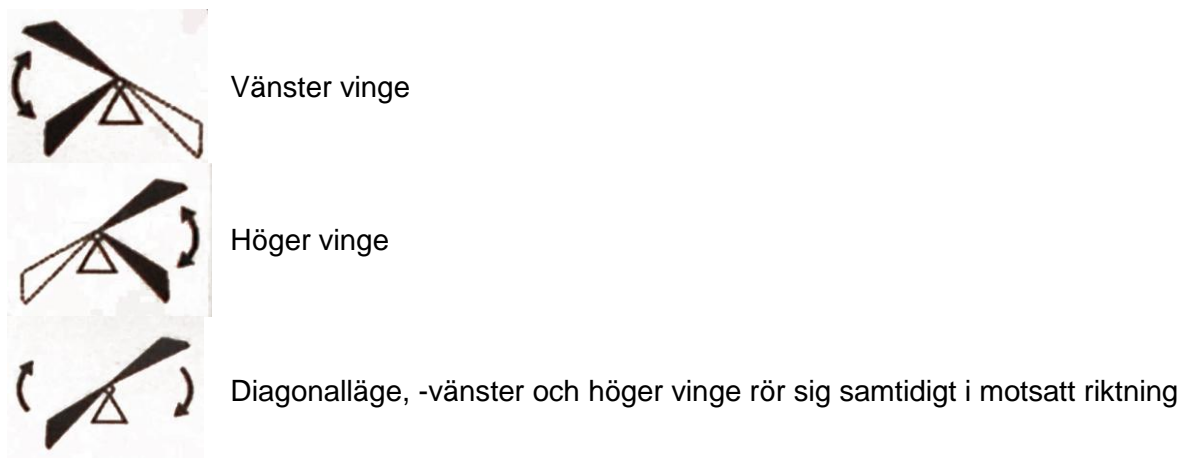 Vänster vinge
Höger vinge
Diagonalläge, -vänster och höger vinge rör sig samtidigt i motsatt riktning